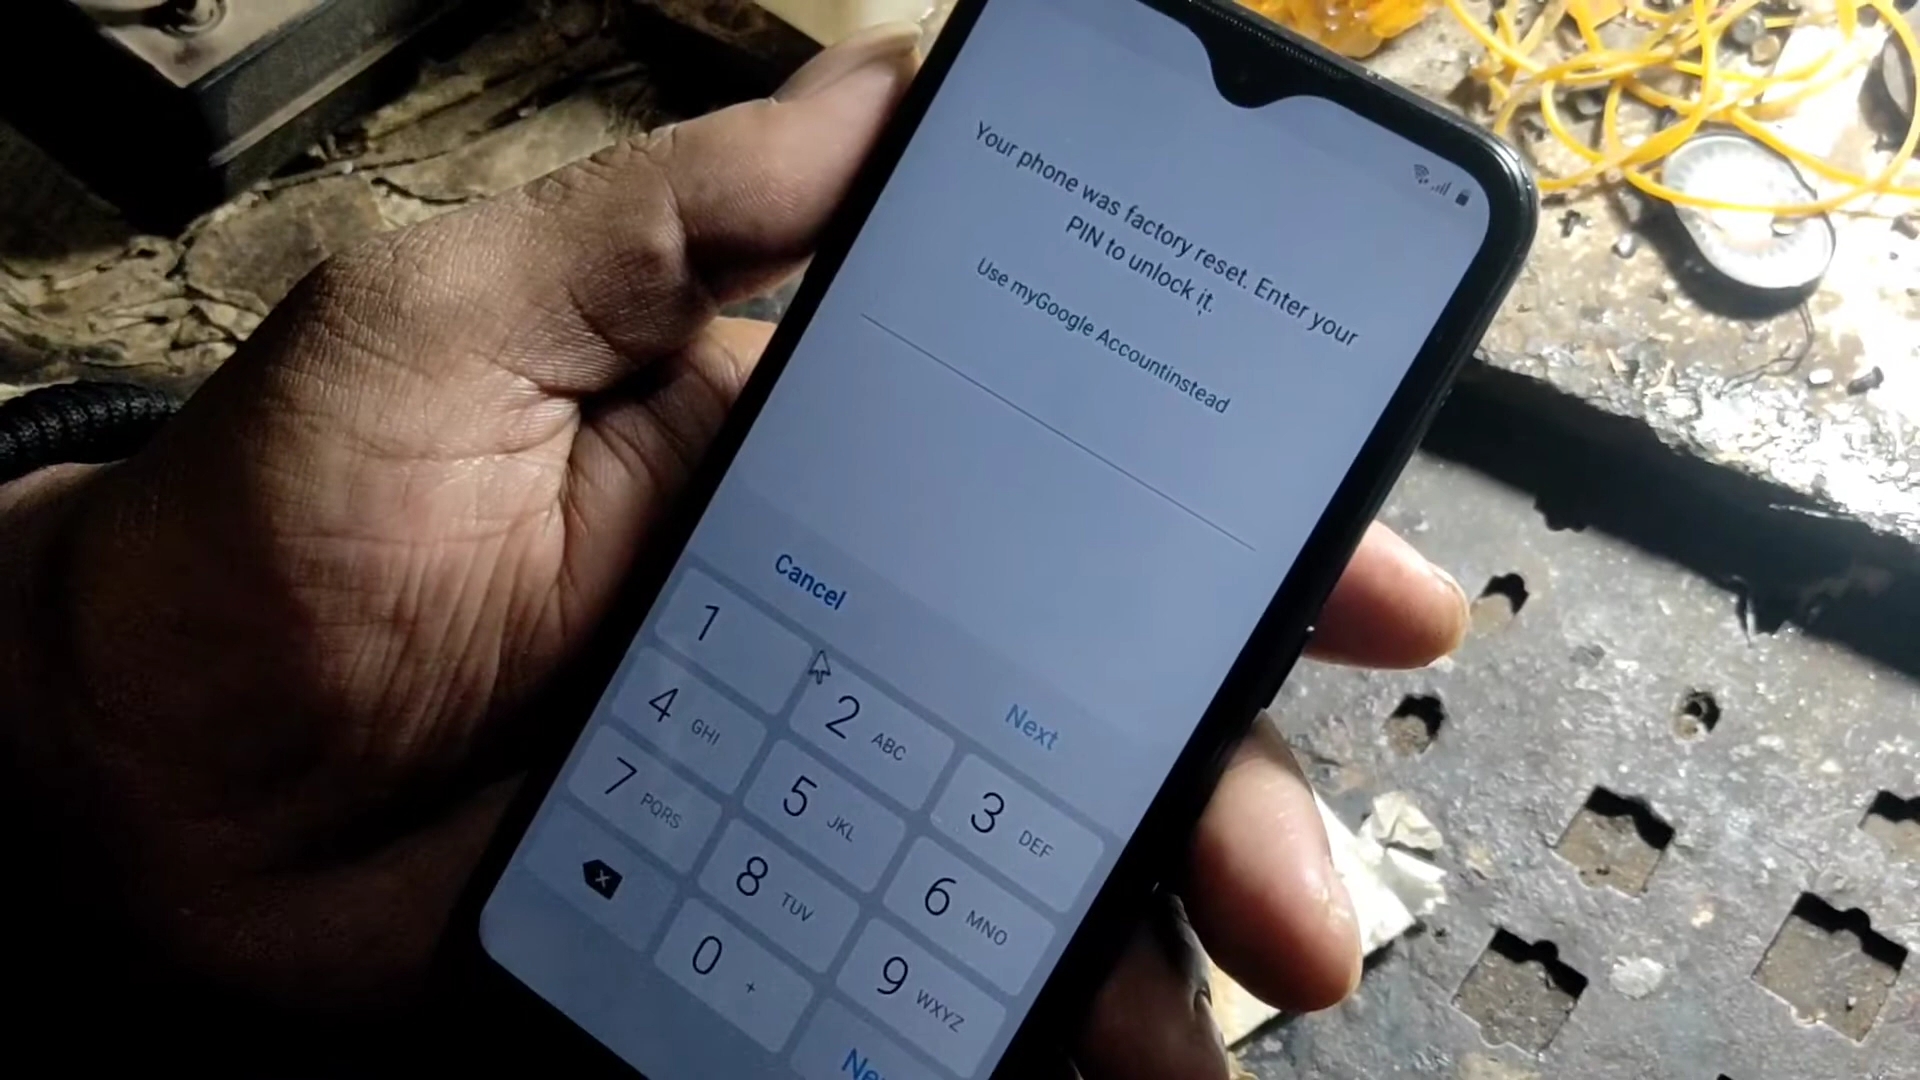 Your phone was factory reset. Enter your
PIN to unlock it.
Use myGoogle Accountinstead
Cancel
Next
1
2 ABC
3 DEF
4 GHI
5 JKL
6 MNO
7 PQRS
8 TUV
9 WXYZ
0 +